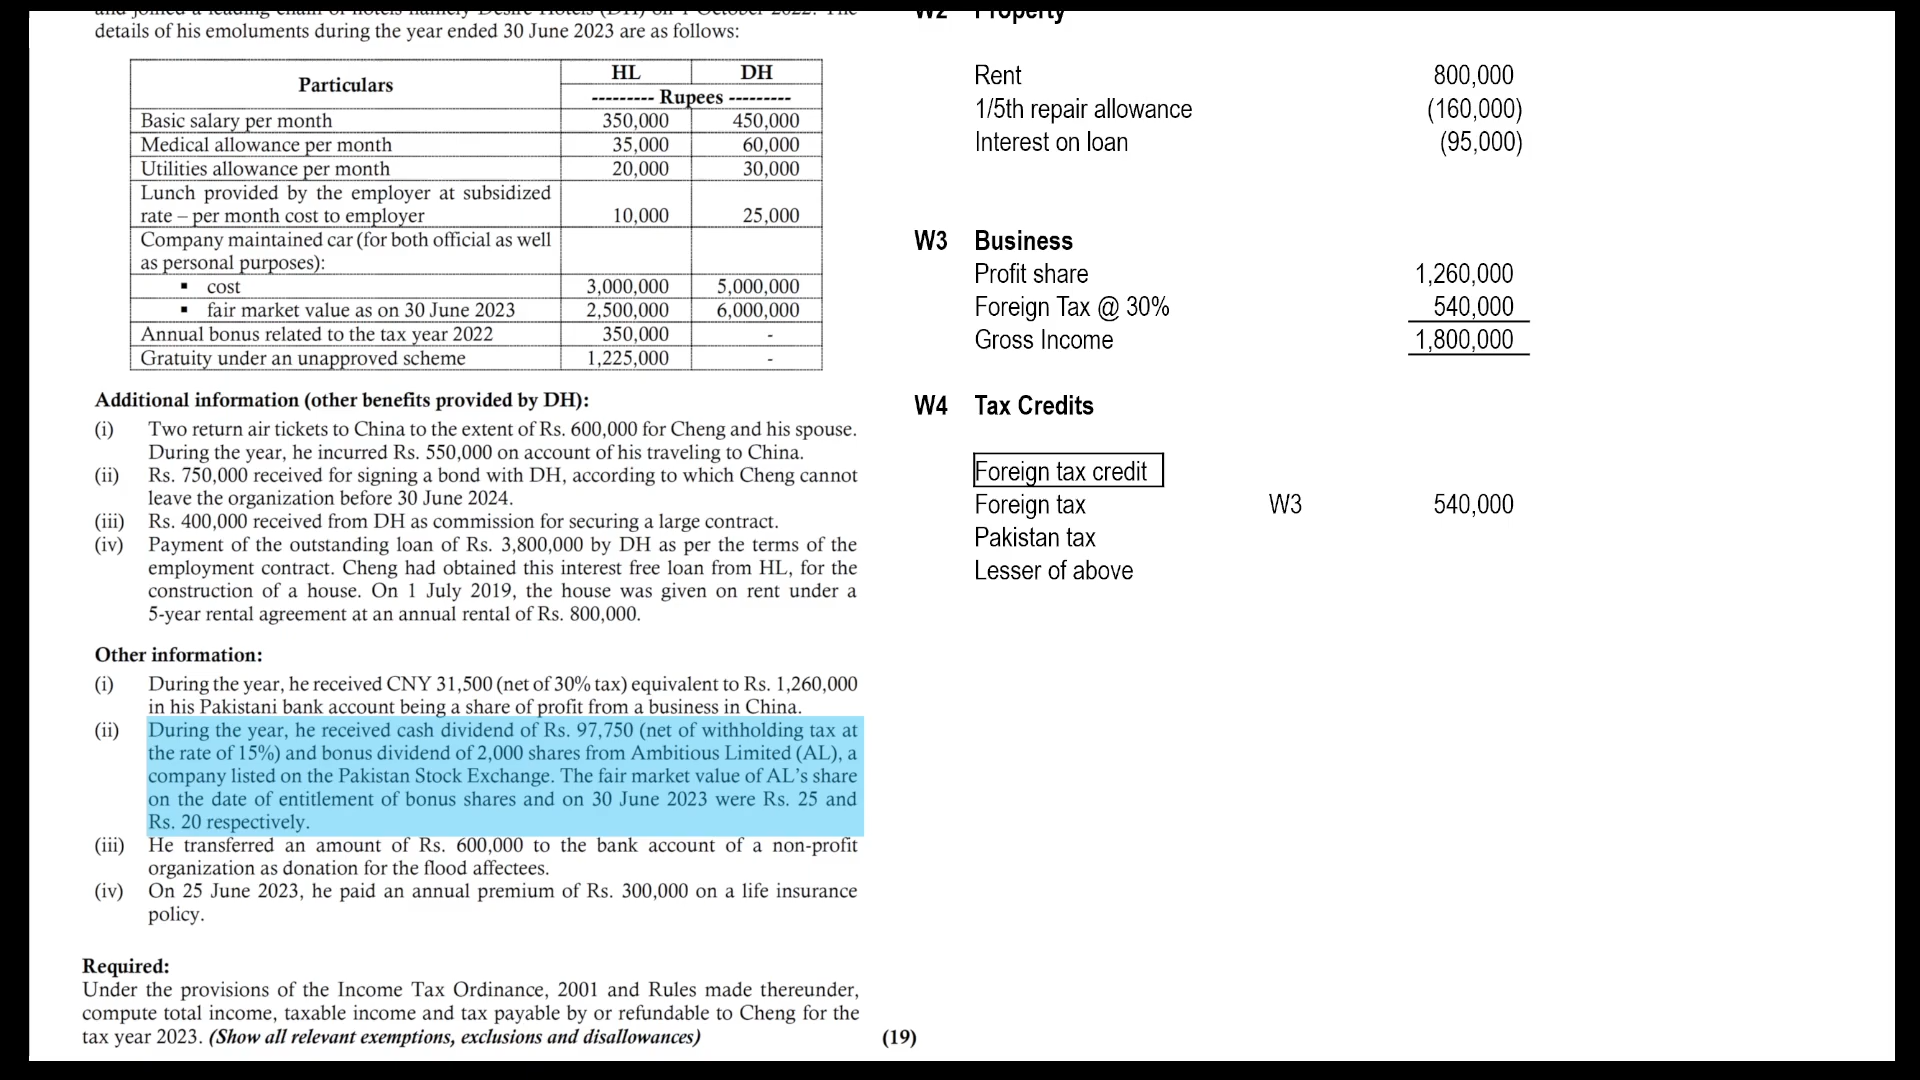 details of his emoluments during the year ended 30 June 2023 are as follows:
Particulars HL DH
--------- Rupees ---------
Basic salary per month 350,000 450,000
Medical allowance per month 35,000 60,000
Utilities allowance per month 20,000 30,000
Lunch provided by the employer at subsidized
rate – per month cost to employer 10,000 25,000
Company maintained car (for both official as well
as personal purposes):
▪ cost 3,000,000 5,000,000
▪ fair market value as on 30 June 2023 2,500,000 6,000,000
Annual bonus related to the tax year 2022 350,000 -
Gratuity under an unapproved scheme 1,225,000 -
Additional information (other benefits provided by DH):
(i) Two return air tickets to China to the extent of Rs. 600,000 for Cheng and his spouse.
During the year, he incurred Rs. 550,000 on account of his traveling to China.
(ii) Rs. 750,000 received for signing a bond with DH, according to which Cheng cannot
leave the organization before 30 June 2024.
(iii) Rs. 400,000 received from DH as commission for securing a large contract.
(iv) Payment of the outstanding loan of Rs. 3,800,000 by DH as per the terms of the
employment contract. Cheng had obtained this interest free loan from HL, for the
construction of a house. On 1 July 2019, the house was given on rent under a
5-year rental agreement at an annual rental of Rs. 800,000.
Other information:
(i) During the year, he received CNY 31,500 (net of 30% tax) equivalent to Rs. 1,260,000
in his Pakistani bank account being a share of profit from a business in China.
(ii) During the year, he received cash dividend of Rs. 97,750 (net of withholding tax at
the rate of 15%) and bonus dividend of 2,000 shares from Ambitious Limited (AL), a
company listed on the Pakistan Stock Exchange. The fair market value of AL's share
on the date of entitlement of bonus shares and on 30 June 2023 were Rs. 25 and
Rs. 20 respectively.
(iii) He transferred an amount of Rs. 600,000 to the bank account of a non-profit
organization as donation for the flood affectees.
(iv) On 25 June 2023, he paid an annual premium of Rs. 300,000 on a life insurance
policy.
Required:
Under the provisions of the Income Tax Ordinance, 2001 and Rules made thereunder,
compute total income, taxable income and tax payable by or refundable to Cheng for the
tax year 2023. (Show all relevant exemptions, exclusions and disallowances) (19)
W2 Property
Rent 800,000
1/5th repair allowance (160,000)
Interest on loan (95,000)
W3 Business
Profit share 1,260,000
Foreign Tax @ 30% 540,000
Gross Income 1,800,000
W4 Tax Credits
Foreign tax credit
Foreign tax W3 540,000
Pakistan tax
Lesser of above